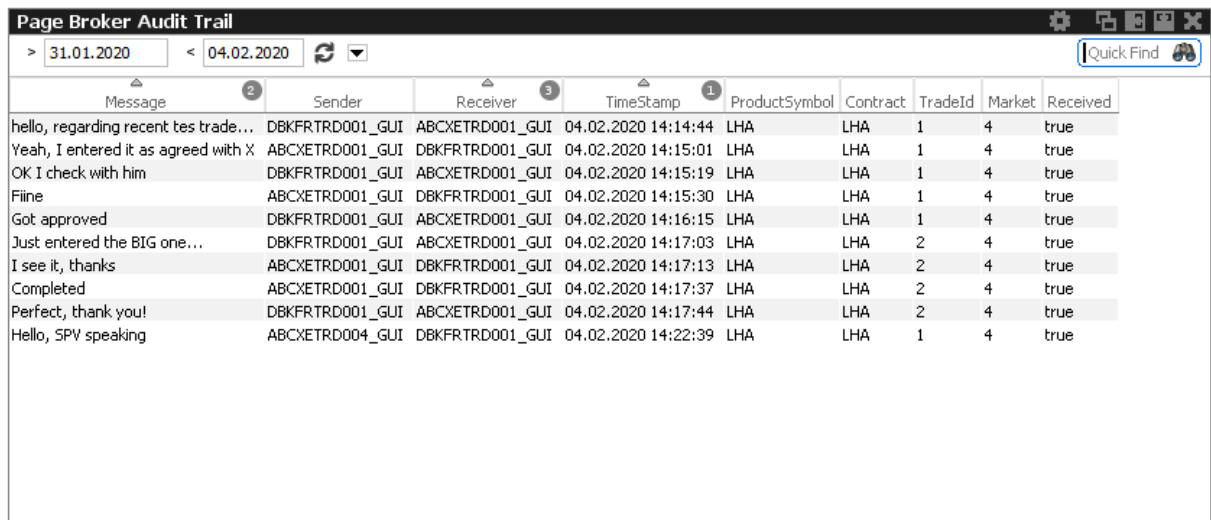 Page Broker Audit Trail
> 31.01.2020 < 04.02.2020 Quick Find
Message 2 Sender Receiver 3 TimeStamp 1 ProductSymbol Contract TradeId Market Received
hello, regarding recent tes trade... DBKFRTRD001_GUI ABCXETRD001_GUI 04.02.2020 14:14:44 LHA LHA 1 4 true
Yeah, I entered it as agreed with X ABCXETRD001_GUI DBKFRTRD001_GUI 04.02.2020 14:15:01 LHA LHA 1 4 true
OK I check with him DBKFRTRD001_GUI ABCXETRD001_GUI 04.02.2020 14:15:19 LHA LHA 1 4 true
Fiine ABCXETRD001_GUI DBKFRTRD001_GUI 04.02.2020 14:15:30 LHA LHA 1 4 true
Got approved DBKFRTRD001_GUI ABCXETRD001_GUI 04.02.2020 14:16:15 LHA LHA 1 4 true
Just entered the BIG one... DBKFRTRD001_GUI ABCXETRD001_GUI 04.02.2020 14:17:03 LHA LHA 2 4 true
I see it, thanks ABCXETRD001_GUI DBKFRTRD001_GUI 04.02.2020 14:17:13 LHA LHA 2 4 true
Completed ABCXETRD001_GUI DBKFRTRD001_GUI 04.02.2020 14:17:37 LHA LHA 2 4 true
Perfect, thank you! DBKFRTRD001_GUI ABCXETRD001_GUI 04.02.2020 14:17:44 LHA LHA 2 4 true
Hello, SPV speaking ABCXETRD004_GUI DBKFRTRD001_GUI 04.02.2020 14:22:39 LHA LHA 1 4 true